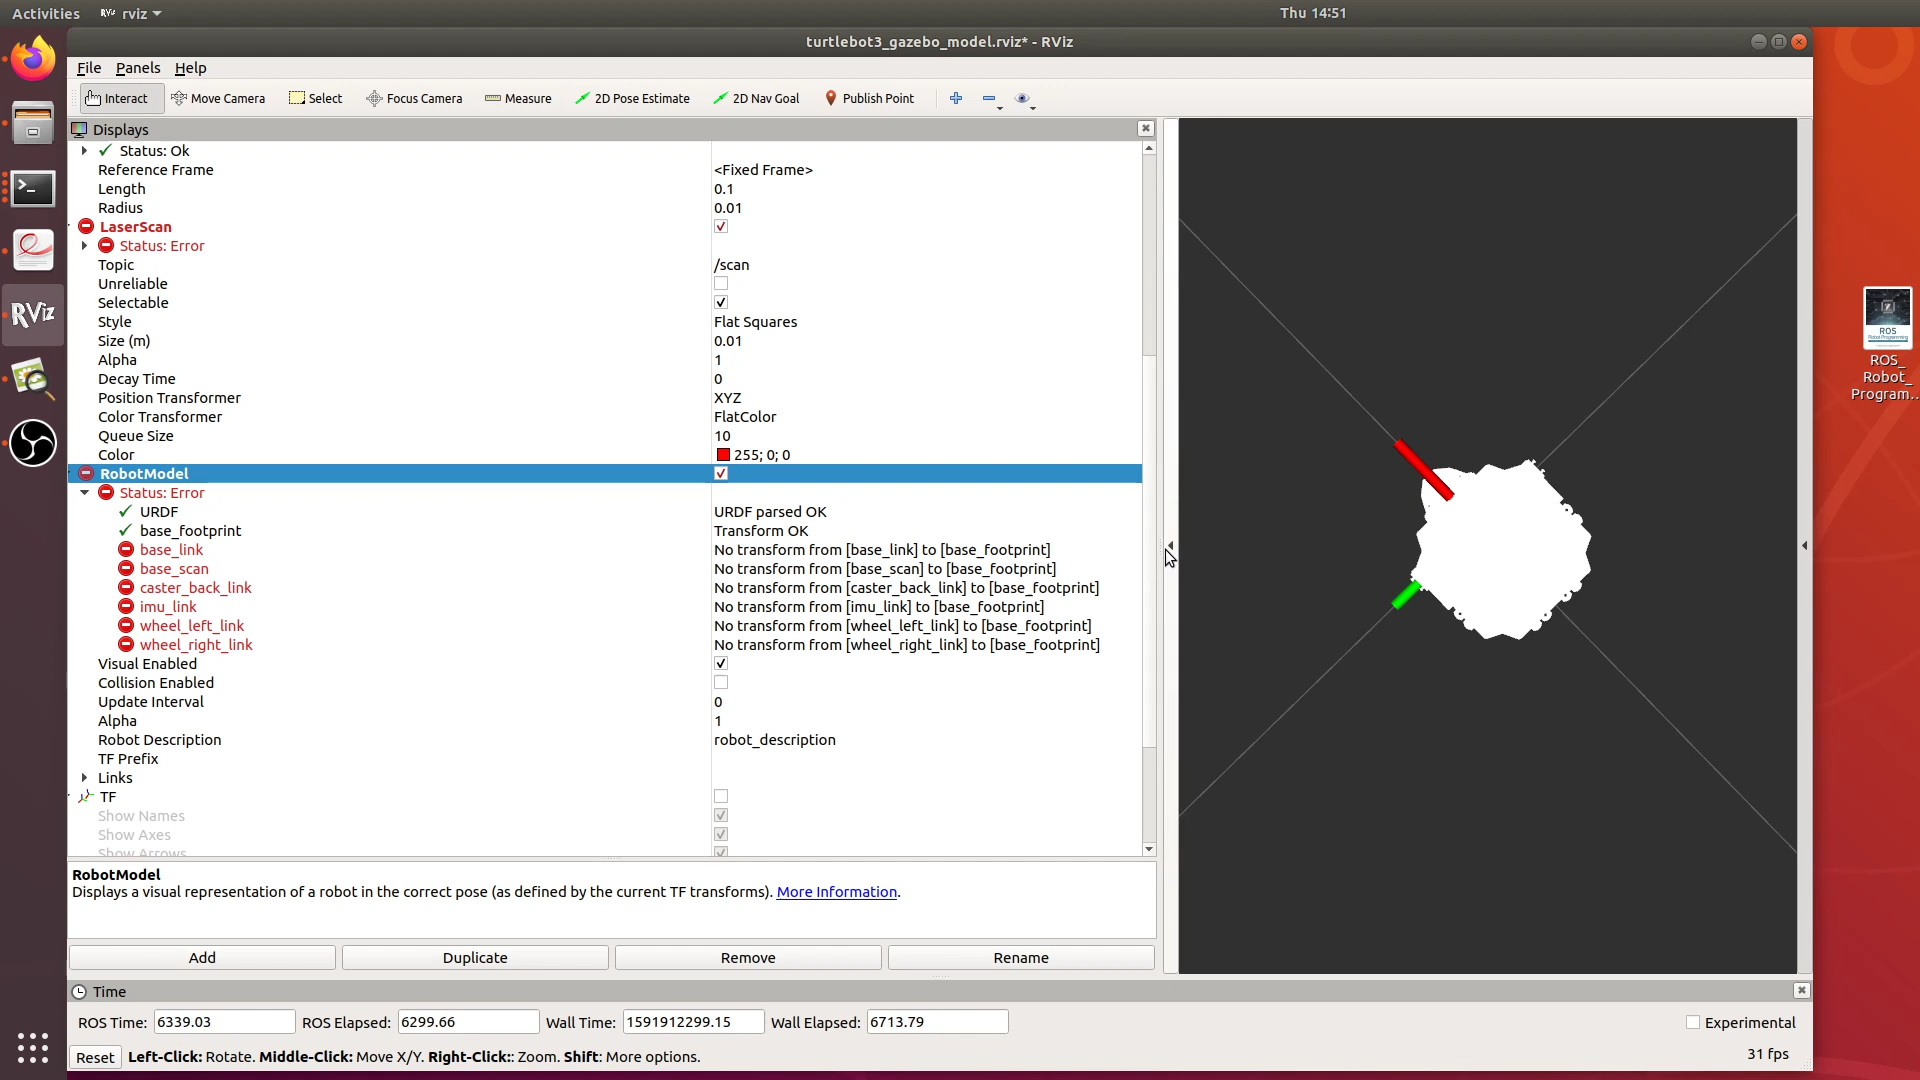 Activities rviz Thu 14:51
turtlebot3_gazebo_model.rviz* - RViz
File Panels Help
Interact Move Camera Select Focus Camera Measure 2D Pose Estimate 2D Nav Goal Publish Point
Displays
Status: Ok
Reference Frame <Fixed Frame>
Length 0.1
Radius 0.01
LaserScan
Status: Error
Topic /scan
Unreliable
Selectable
Style Flat Squares
Size (m) 0.01
Alpha 1
Decay Time 0
Position Transformer XYZ
Color Transformer FlatColor
Queue Size 10
Color 255; 0; 0
RobotModel
Status: Error
URDF URDF parsed OK
base_footprint Transform OK
base_link No transform from [base_link] to [base_footprint]
base_scan No transform from [base_scan] to [base_footprint]
caster_back_link No transform from [caster_back_link] to [base_footprint]
imu_link No transform from [imu_link] to [base_footprint]
wheel_left_link No transform from [wheel_left_link] to [base_footprint]
wheel_right_link No transform from [wheel_right_link] to [base_footprint]
Visual Enabled
Collision Enabled
Update Interval 0
Alpha 1
Robot Description robot_description
TF Prefix
Links
TF
Show Names
Show Axes
Show Arrows
RobotModel
Displays a visual representation of a robot in the correct pose (as defined by the current TF transforms). More Information.
Add Duplicate Remove Rename
Time
ROS Time: 6339.03 ROS Elapsed: 6299.66 Wall Time: 1591912299.15 Wall Elapsed: 6713.79 Experimental
Reset Left-Click: Rotate. Middle-Click: Move X/Y. Right-Click:: Zoom. Shift: More options. 31 fps
RViz
ROS
ROS_
Robot_
Program...